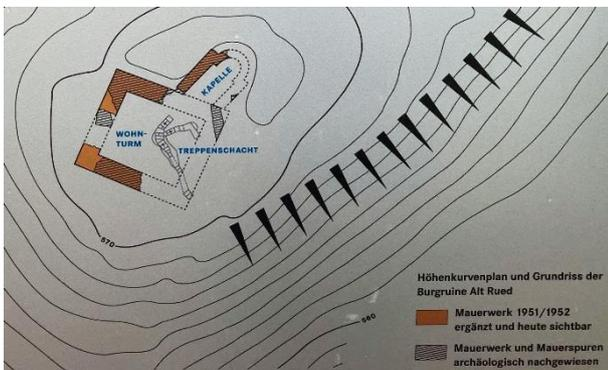 KAPELLE
WOHN-
TURM
TREPPENSCHACHT
570
560
Höhenkurvenplan und Grundriss der
Burgruine Alt Rued
Mauerwerk 1951/1952
ergänzt und heute sichtbar
Mauerwerk und Mauerspuren
archäologisch nachgewiesen